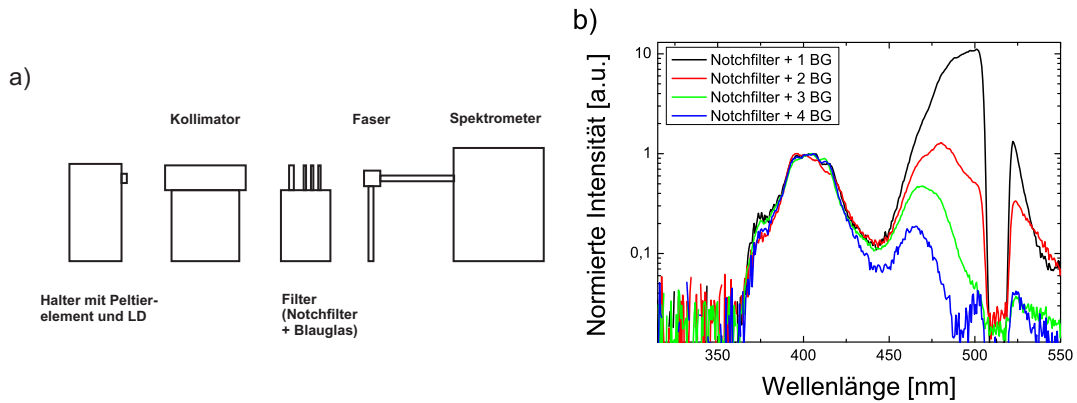 a)
Kollimator
Faser
Spektrometer
Halter mit Peltier-
element und LD
Filter
(Notchfilter
+ Blauglas)
b)
Normierte Intensität [a.u.]
10
1
0,1
Notchfilter + 1 BG
Notchfilter + 2 BG
Notchfilter + 3 BG
Notchfilter + 4 BG
350
400
450
500
550
Wellenlänge [nm]